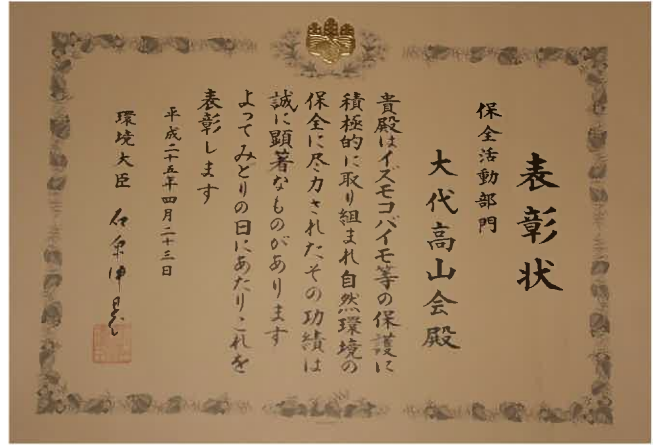 表彰状
保全活動部門
大代高山会殿
貴殿はイズモコバイモ等の保護に
積極的に取り組まれ自然環境の
保全に尽力されたその功績は
誠に顕著なものがあります
よってみどりの日にあたりこれを
表彰します
平成二十五年四月二十三日
環境大臣 石原伸晃